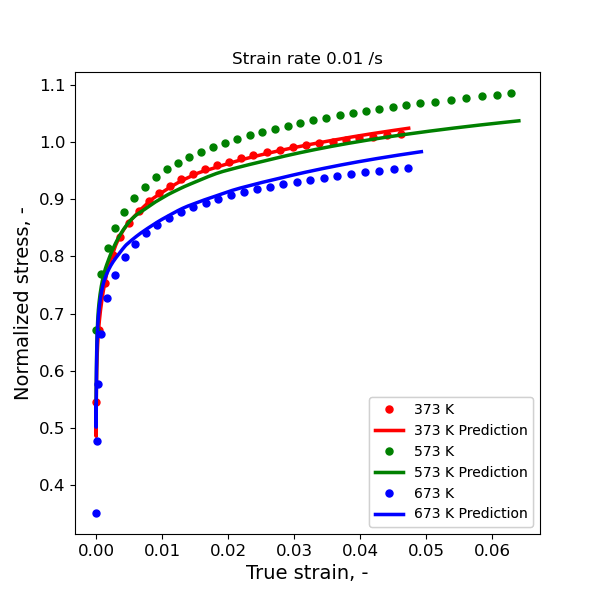 Strain rate 0.01 /s
Normalized stress, -
1.1
1.0
0.9
0.8
0.7
0.6
0.5
0.4
373 K
373 K Prediction
573 K
573 K Prediction
673 K
673 K Prediction
0.00 0.01 0.02 0.03 0.04 0.05 0.06
True strain, -